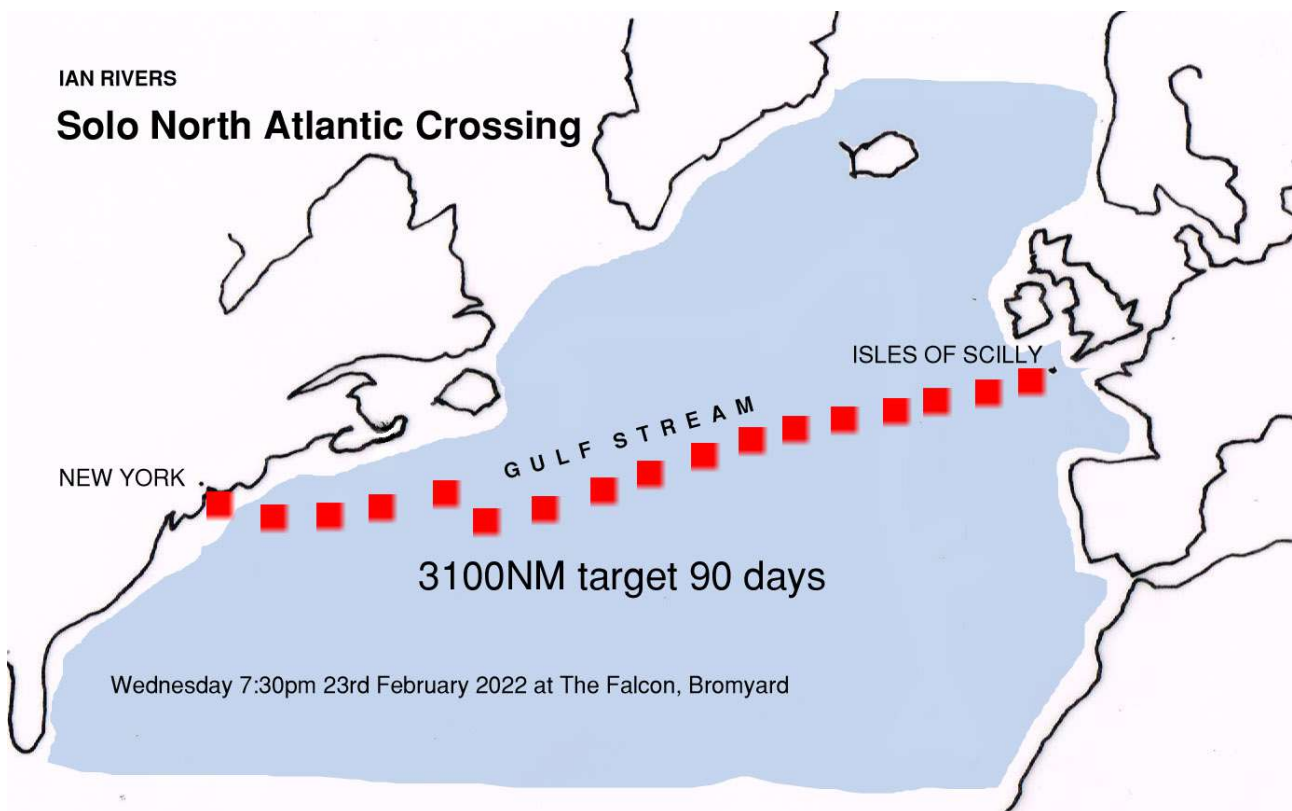 IAN RIVERS
Solo North Atlantic Crossing
ISLES OF SCILLY
GULF STREAM
NEW YORK
3100NM target 90 days
Wednesday 7:30pm 23rd February 2022 at The Falcon, Bromyard